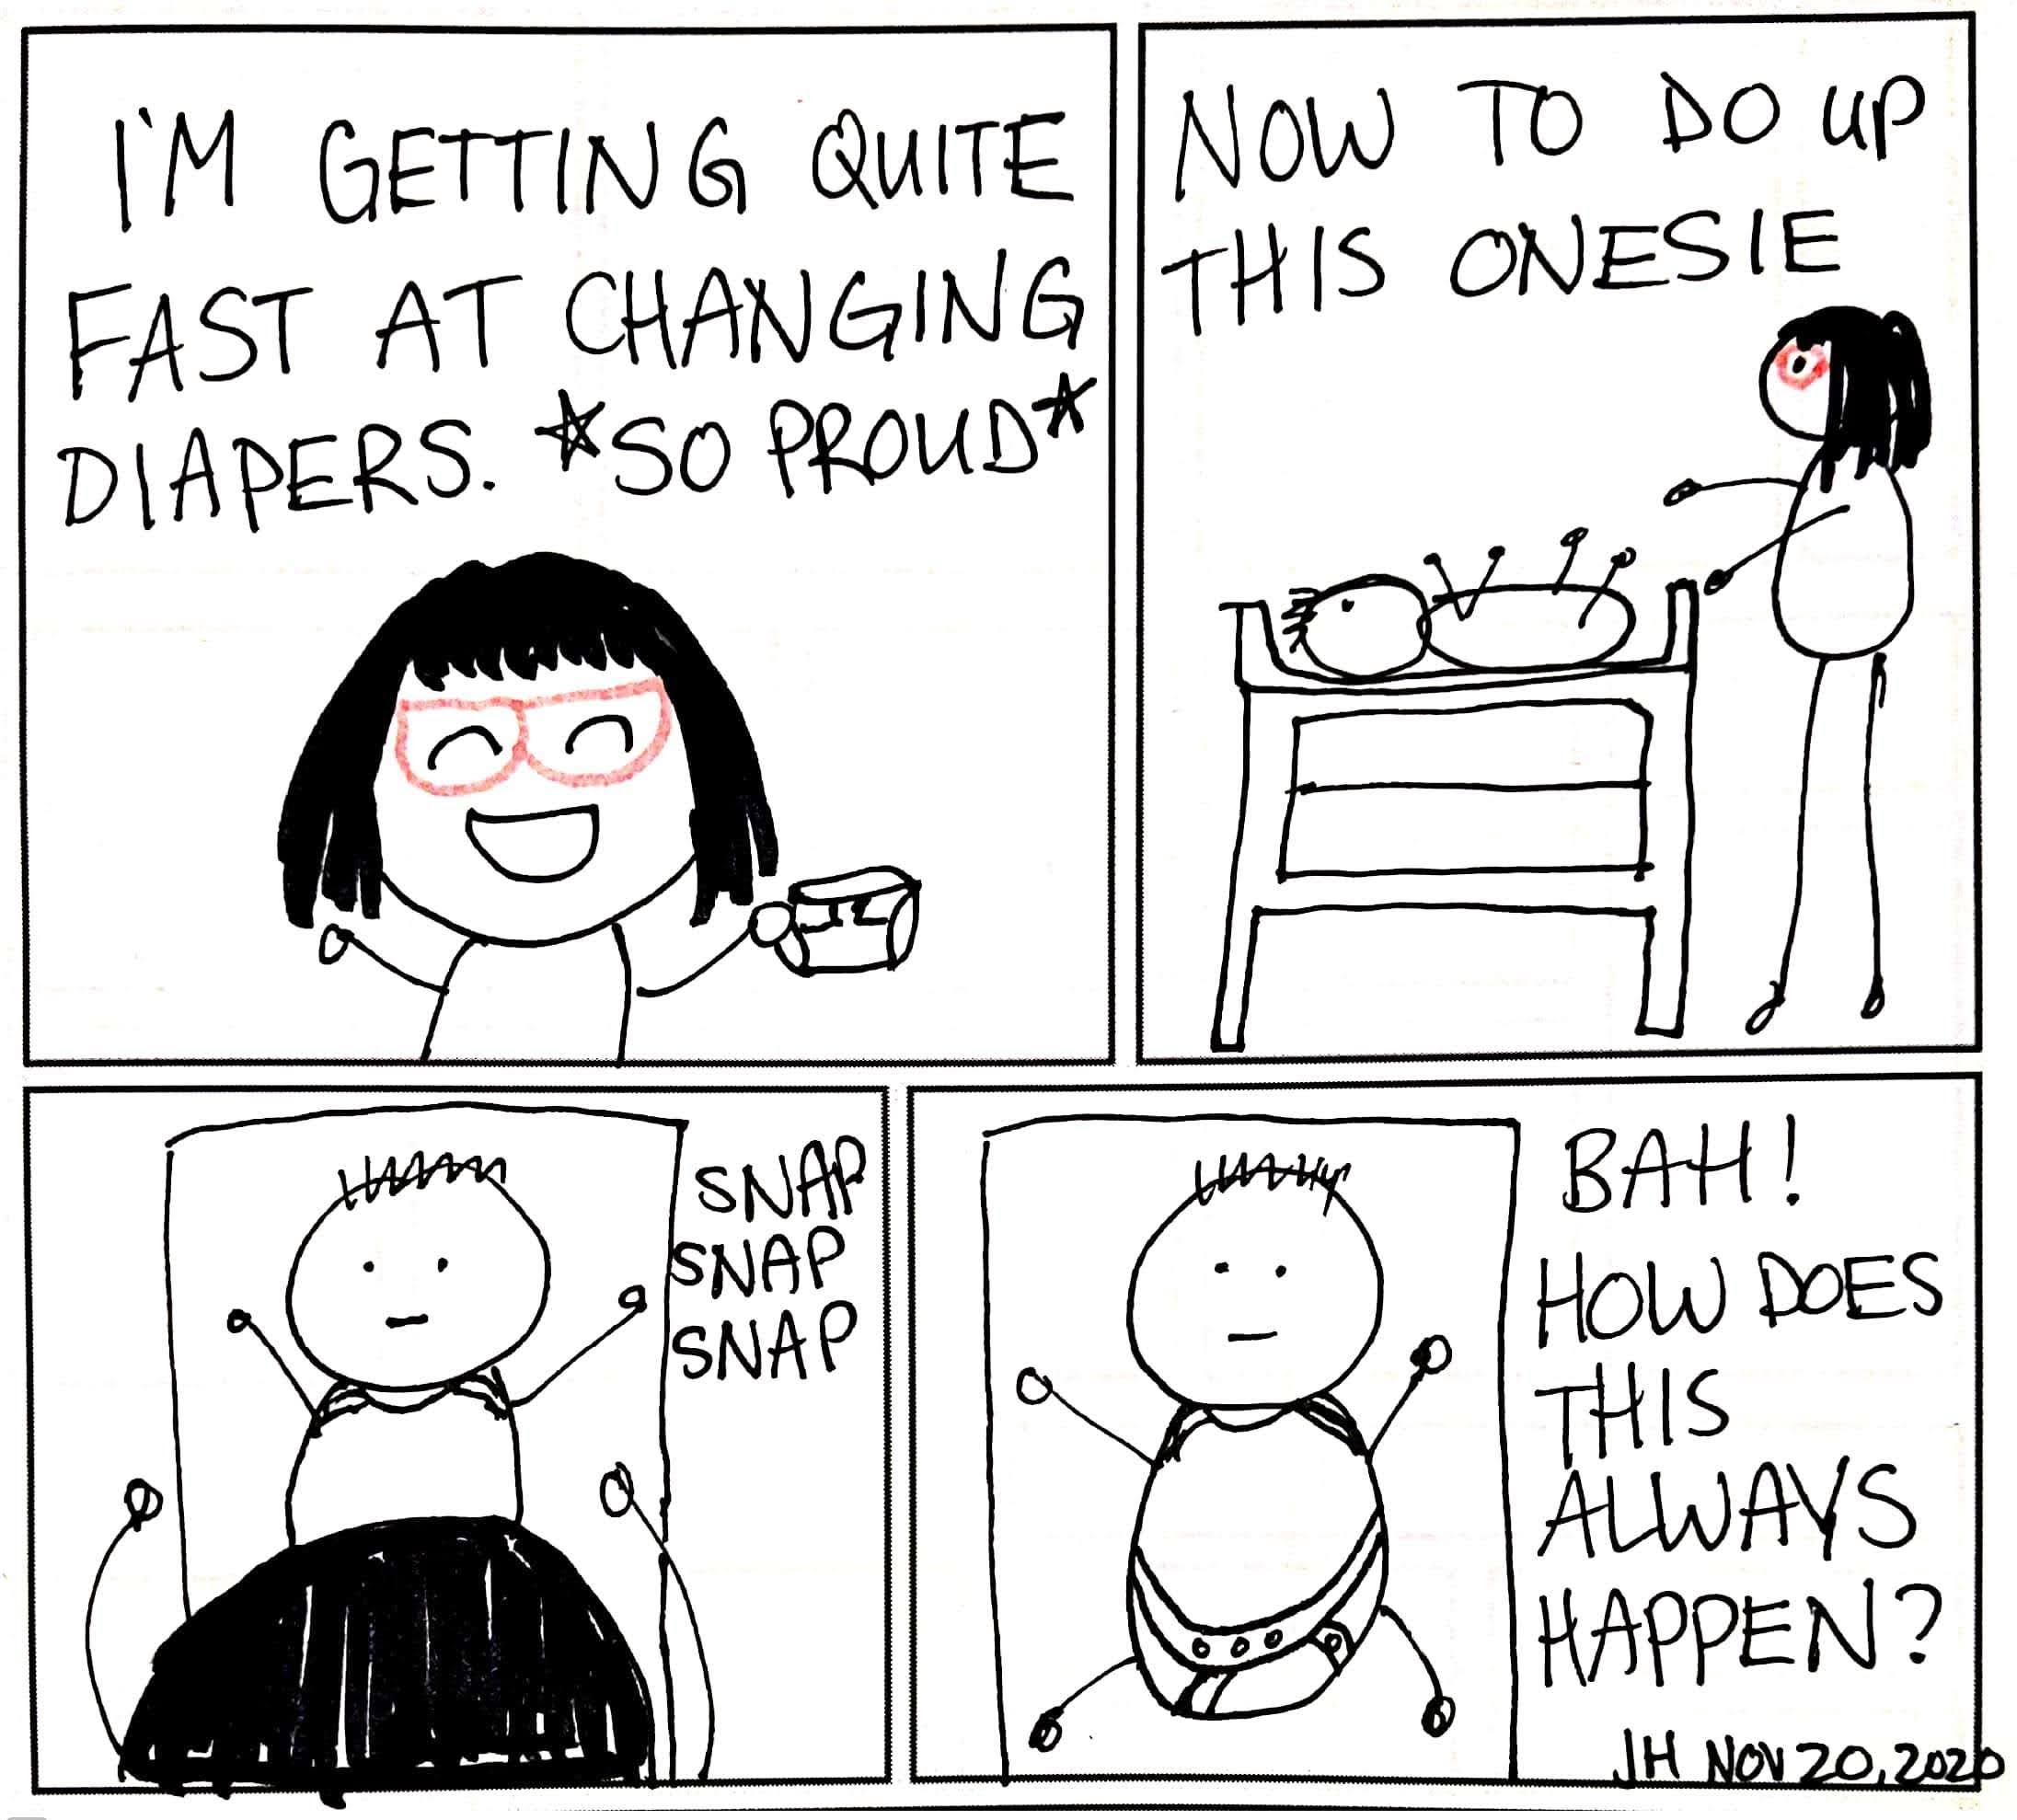 I'M GETTING QUITE
FAST AT CHANGING
DIAPERS. *SO PROUD*
NOW TO DO UP
THIS ONESIE
SNAP
SNAP
SNAP
BAH!
HOW DOES
THIS
ALWAYS
HAPPEN?
JH NOV 20, 2020